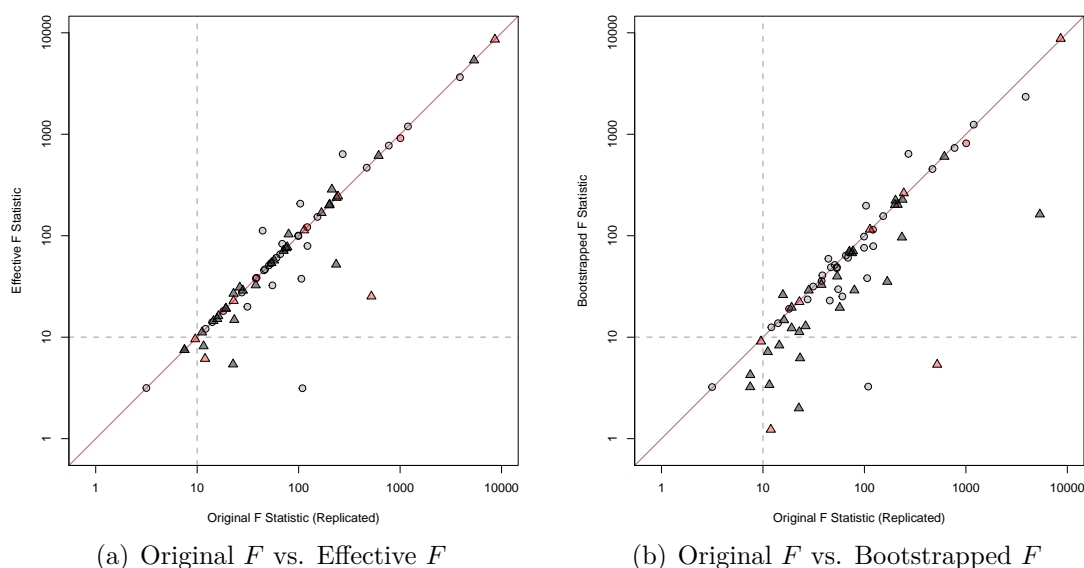 10000
1000
100
10
1
Effective F Statistic
1 10 100 1000 10000
Original F Statistic (Replicated)
(a) Original F vs. Effective F
10000
1000
100
10
1
Bootstrapped F Statistic
1 10 100 1000 10000
Original F Statistic (Replicated)
(b) Original F vs. Bootstrapped F